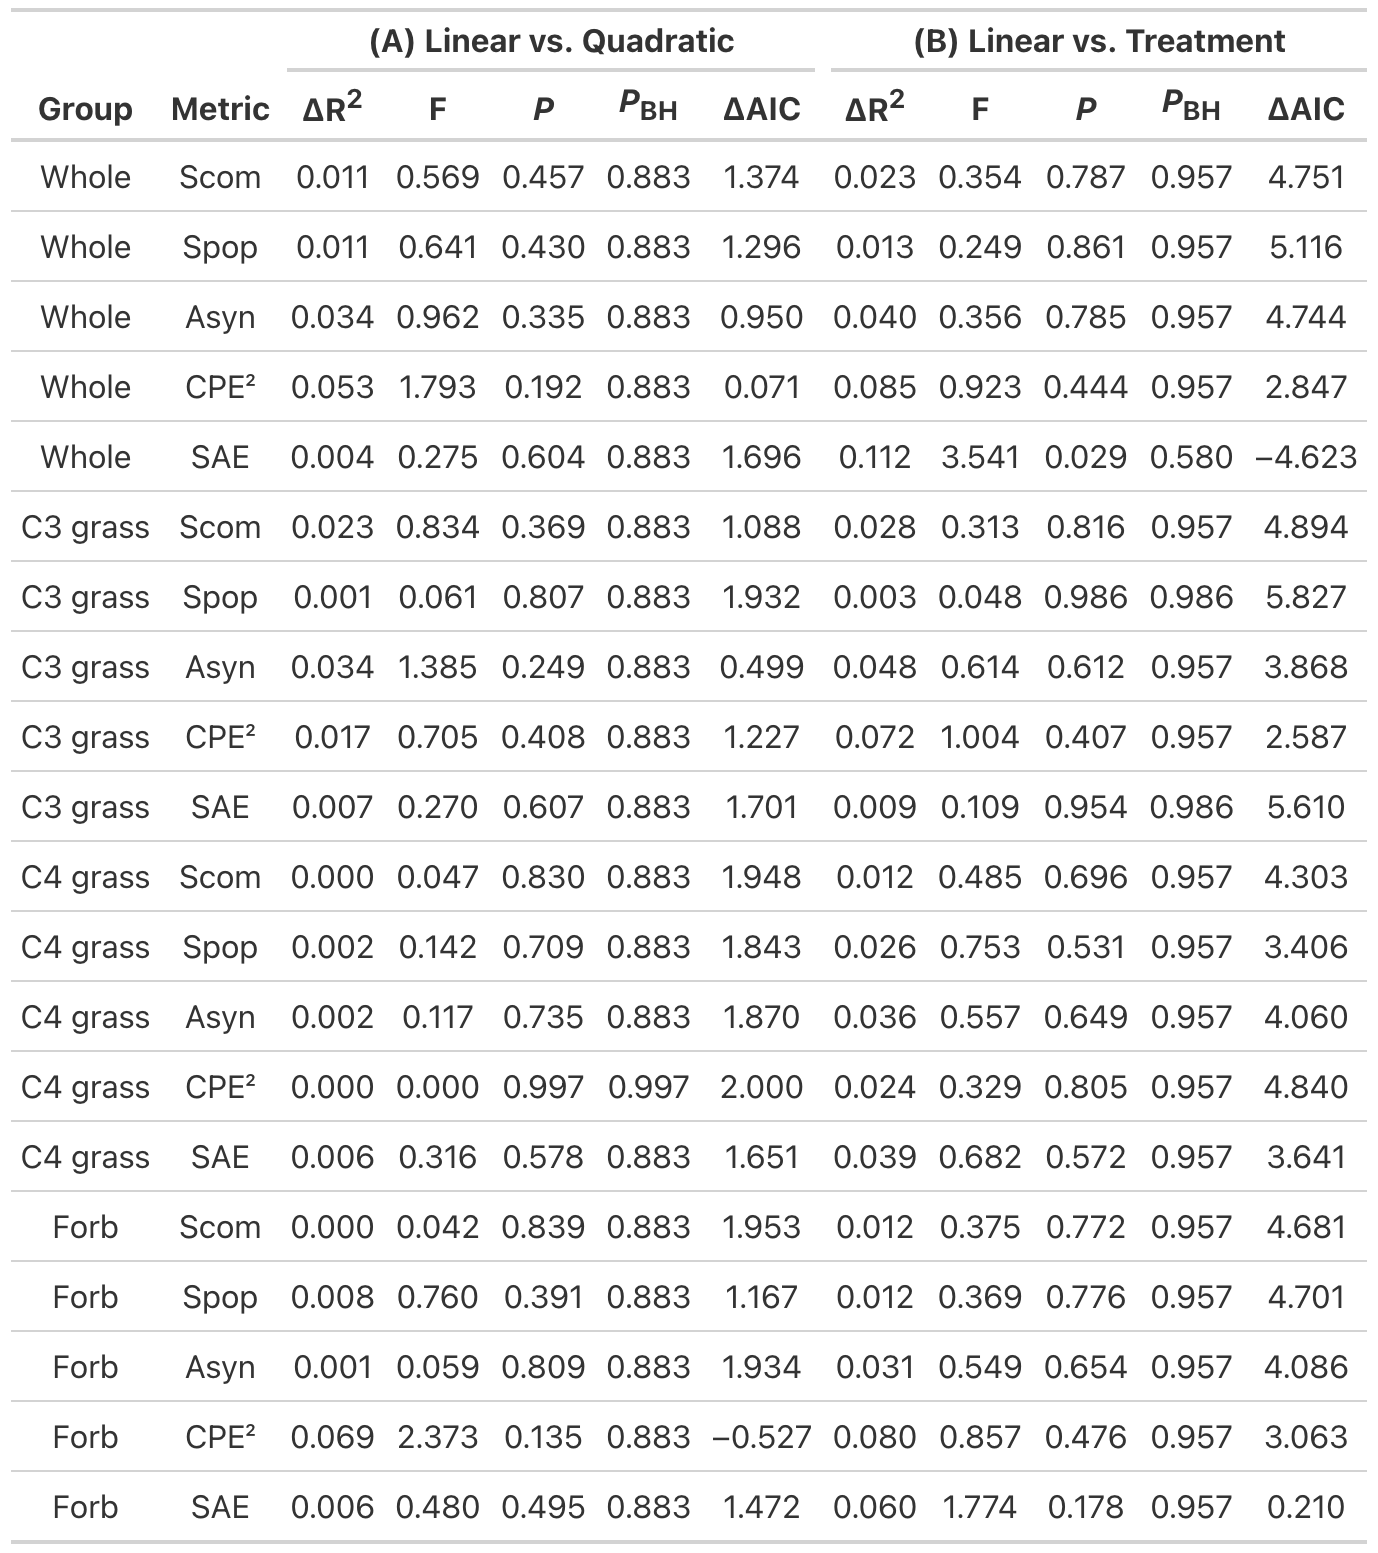 (A) Linear vs. Quadratic (B) Linear vs. Treatment
Group Metric ΔR² F P P_BH ΔAIC ΔR² F P P_BH ΔAIC
Whole Scom 0.011 0.569 0.457 0.883 1.374 0.023 0.354 0.787 0.957 4.751
Whole Spop 0.011 0.641 0.430 0.883 1.296 0.013 0.249 0.861 0.957 5.116
Whole Asyn 0.034 0.962 0.335 0.883 0.950 0.040 0.356 0.785 0.957 4.744
Whole CPE² 0.053 1.793 0.192 0.883 0.071 0.085 0.923 0.444 0.957 2.847
Whole SAE 0.004 0.275 0.604 0.883 1.696 0.112 3.541 0.029 0.580 −4.623
C3 grass Scom 0.023 0.834 0.369 0.883 1.088 0.028 0.313 0.816 0.957 4.894
C3 grass Spop 0.001 0.061 0.807 0.883 1.932 0.003 0.048 0.986 0.986 5.827
C3 grass Asyn 0.034 1.385 0.249 0.883 0.499 0.048 0.614 0.612 0.957 3.868
C3 grass CPE² 0.017 0.705 0.408 0.883 1.227 0.072 1.004 0.407 0.957 2.587
C3 grass SAE 0.007 0.270 0.607 0.883 1.701 0.009 0.109 0.954 0.986 5.610
C4 grass Scom 0.000 0.047 0.830 0.883 1.948 0.012 0.485 0.696 0.957 4.303
C4 grass Spop 0.002 0.142 0.709 0.883 1.843 0.026 0.753 0.531 0.957 3.406
C4 grass Asyn 0.002 0.117 0.735 0.883 1.870 0.036 0.557 0.649 0.957 4.060
C4 grass CPE² 0.000 0.000 0.997 0.997 2.000 0.024 0.329 0.805 0.957 4.840
C4 grass SAE 0.006 0.316 0.578 0.883 1.651 0.039 0.682 0.572 0.957 3.641
Forb Scom 0.000 0.042 0.839 0.883 1.953 0.012 0.375 0.772 0.957 4.681
Forb Spop 0.008 0.760 0.391 0.883 1.167 0.012 0.369 0.776 0.957 4.701
Forb Asyn 0.001 0.059 0.809 0.883 1.934 0.031 0.549 0.654 0.957 4.086
Forb CPE² 0.069 2.373 0.135 0.883 −0.527 0.080 0.857 0.476 0.957 3.063
Forb SAE 0.006 0.480 0.495 0.883 1.472 0.060 1.774 0.178 0.957 0.210